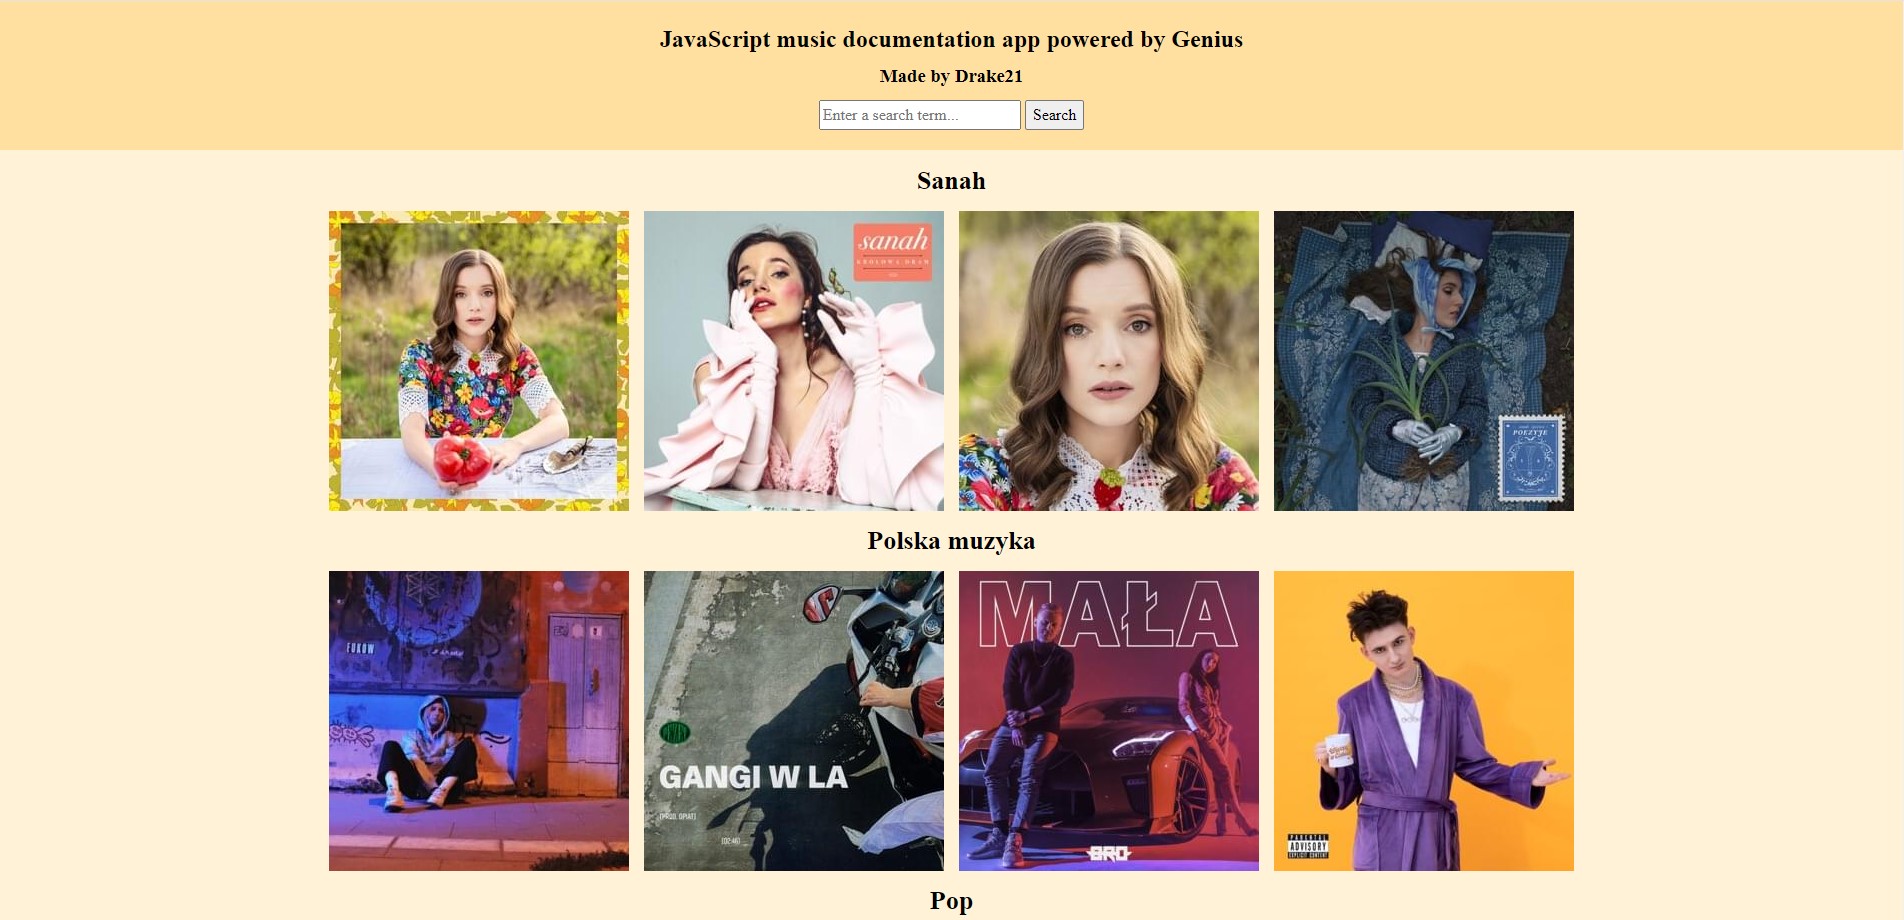 JavaScript music documentation app powered by Genius
Made by Drake21
Enter a search term...
Search
Sanah
sanah
KRÓLOWA DRAM
POEZYJE
Polska muzyka
FUKOW
GANGI W LA
(PROD. OPIAT)
(02:46)
MAŁA
BRO
PARENTAL
ADVISORY
EXPLICIT CONTENT
Pop